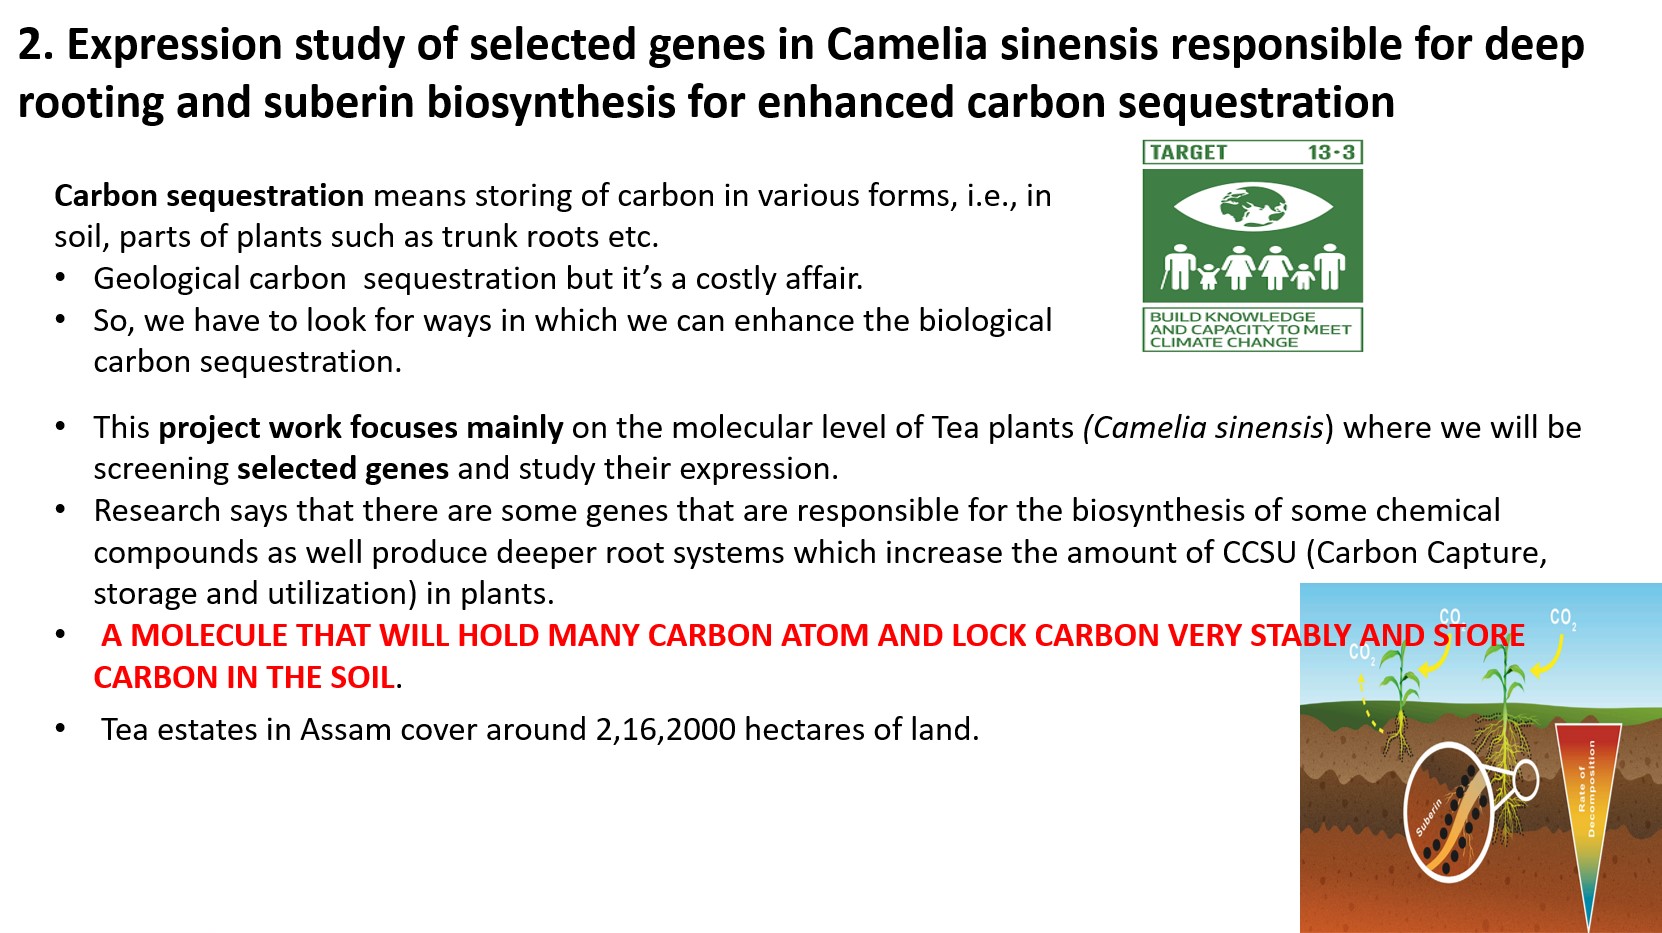 2. Expression study of selected genes in Camelia sinensis responsible for deep
rooting and suberin biosynthesis for enhanced carbon sequestration
TARGET 13·3
BUILD KNOWLEDGE
AND CAPACITY TO MEET
CLIMATE CHANGE
Carbon sequestration means storing of carbon in various forms, i.e., in
soil, parts of plants such as trunk roots etc.
• Geological carbon  sequestration but it’s a costly affair.
• So, we have to look for ways in which we can enhance the biological
carbon sequestration.
• This project work focuses mainly on the molecular level of Tea plants (Camelia sinensis) where we will be
screening selected genes and study their expression.
• Research says that there are some genes that are responsible for the biosynthesis of some chemical
compounds as well produce deeper root systems which increase the amount of CCSU (Carbon Capture,
storage and utilization) in plants.
• A MOLECULE THAT WILL HOLD MANY CARBON ATOM AND LOCK CARBON VERY STABLY AND STORE
CARBON IN THE SOIL.
• Tea estates in Assam cover around 2,16,2000 hectares of land.
CO
CO2
CO2
Suberin
Rate of
Decomposition